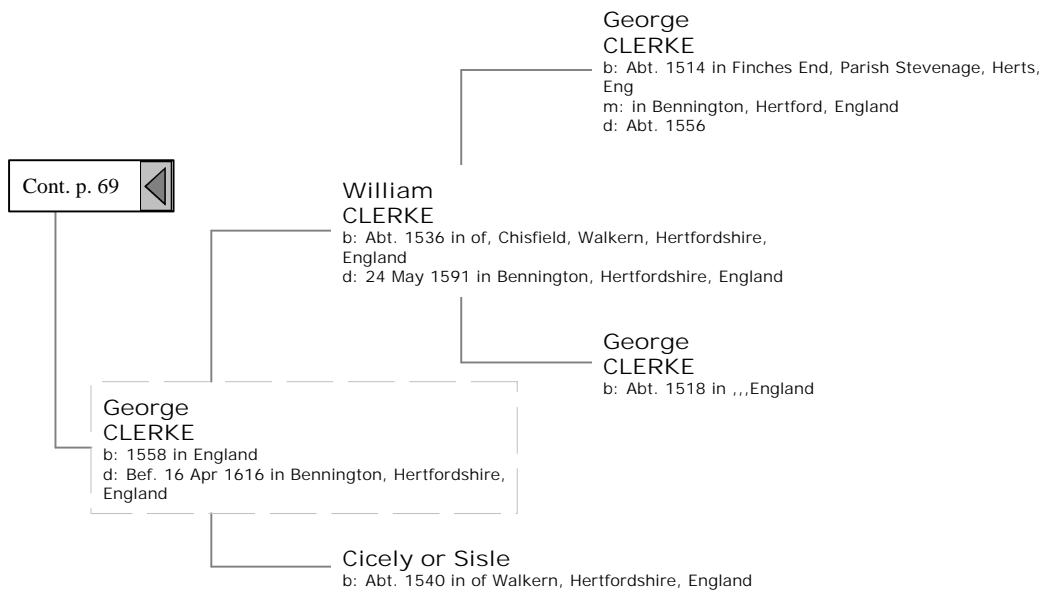 George
CLERKE
b: Abt. 1514 in Finches End, Parish Stevenage, Herts,
Eng
m: in Bennington, Hertford, England
d: Abt. 1556
Cont. p. 69
William
CLERKE
b: Abt. 1536 in of, Chisfield, Walkern, Hertfordshire,
England
d: 24 May 1591 in Bennington, Hertfordshire, England
George
CLERKE
b: Abt. 1518 in ,,,England
George
CLERKE
b: 1558 in England
d: Bef. 16 Apr 1616 in Bennington, Hertfordshire,
England
Cicely or Sisle
b: Abt. 1540 in of Walkern, Hertfordshire, England